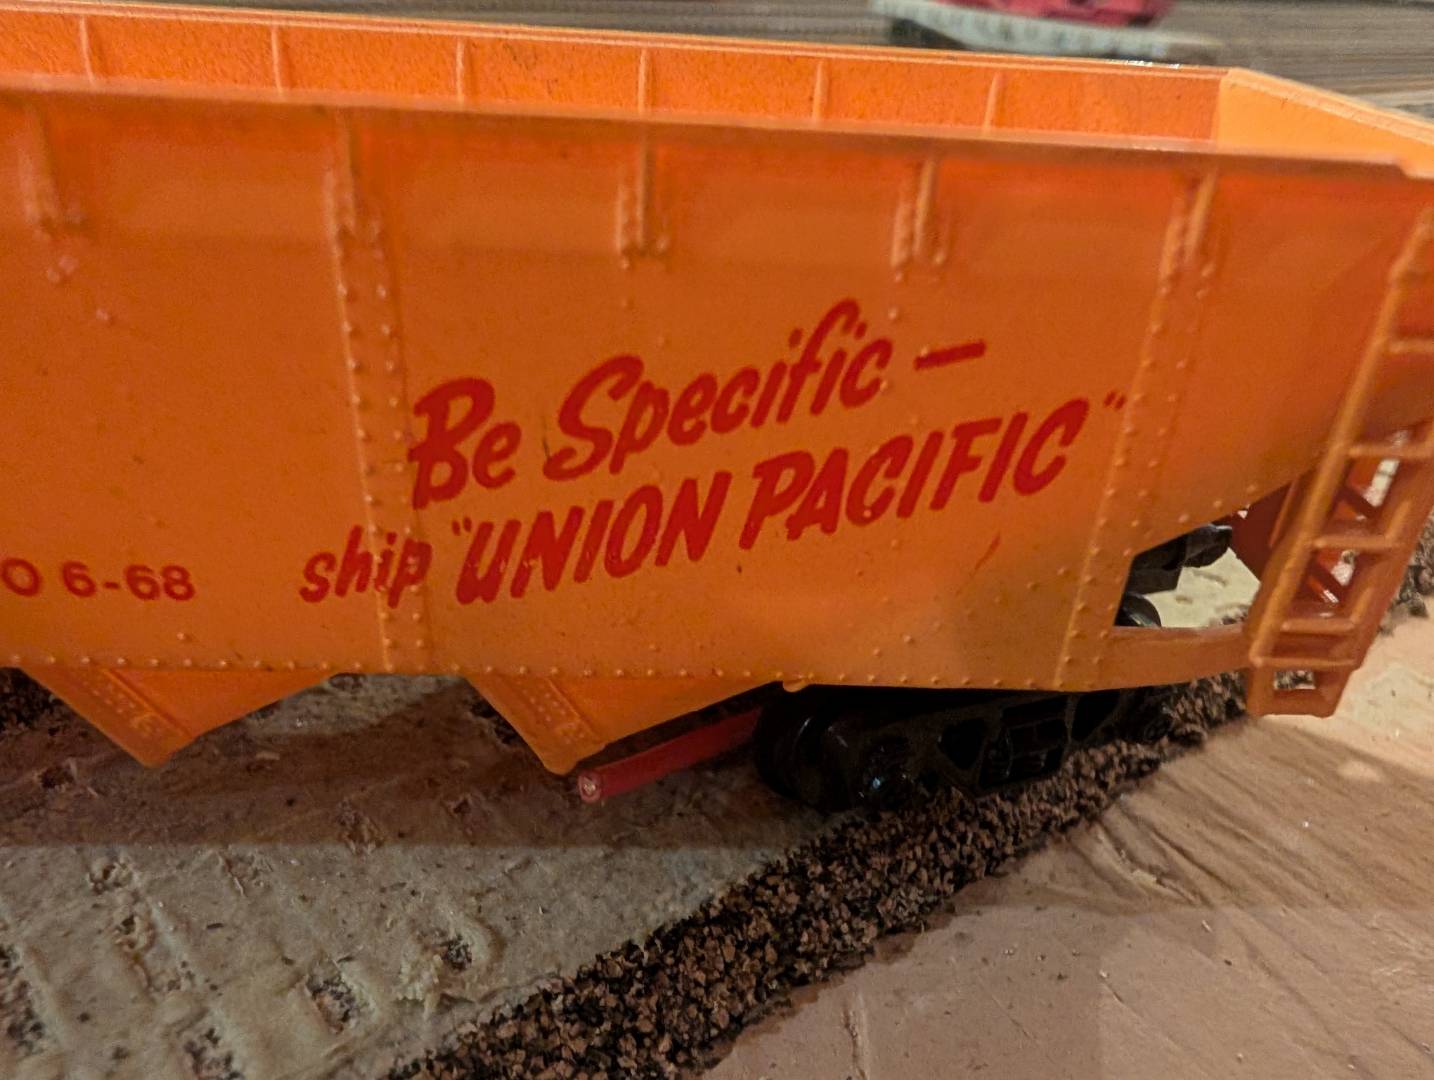 Be Specific —
ship "UNION PACIFIC"
O 6-68